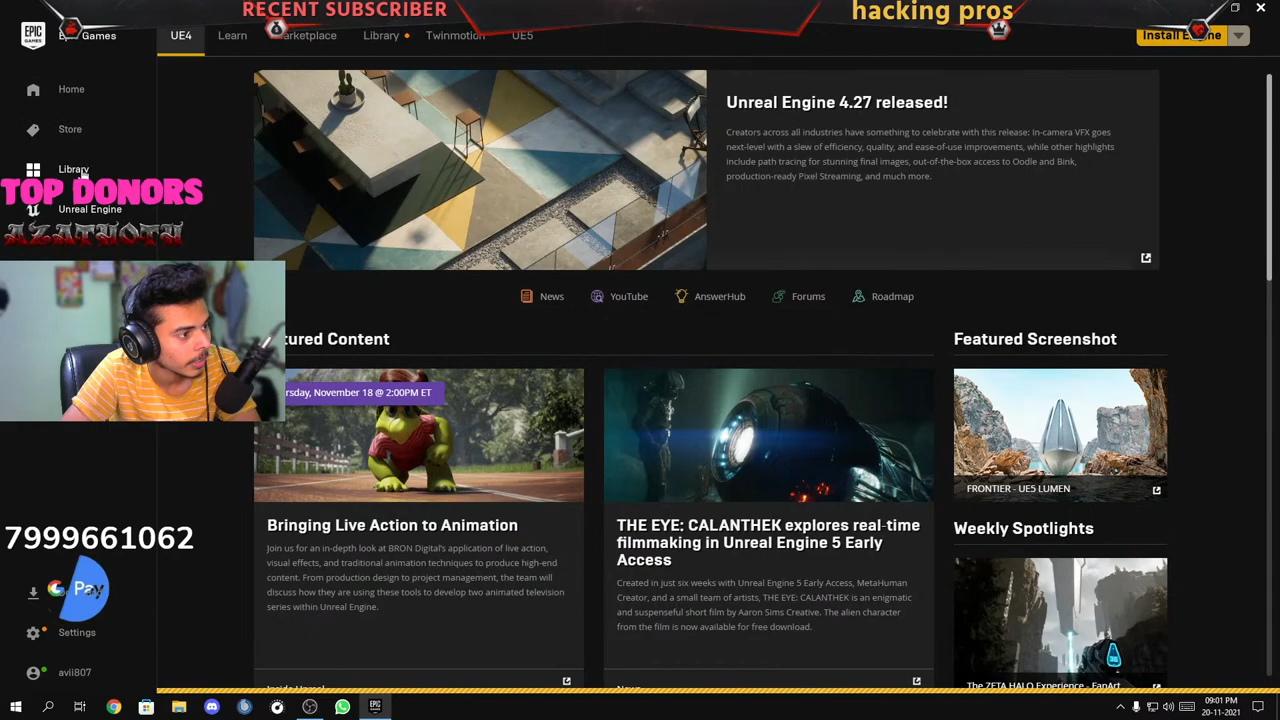 RECENT SUBSCRIBER
hacking pros
EPIC GAMES
Games
UE4
Learn
Library
Twinmotion
UE5
Install Engine
Home
Store
Library
TOP DONORS
Unreal Engine
AZATHOTH
Unreal Engine 4.27 released!
Creators across all industries have something to celebrate with this release: In-camera VFX goes
next-level with a slew of efficiency, quality, and ease-of-use improvements, while other highlights
include path tracing for stunning final images, out-of-the-box access to Oodle and Bink,
production-ready Pixel Streaming, and much more.
News
YouTube
AnswerHub
Forums
Roadmap
tured Content
Featured Screenshot
rsday, November 18 @ 2:00PM ET
FRONTIER - UE5 LUMEN
Bringing Live Action to Animation
Join us for an in-depth look at BRON Digital's application of live action,
visual effects, and traditional animation techniques to produce high-end
content. From production design to project management, the team will
discuss how they are using these tools to develop two animated television
series within Unreal Engine.
THE EYE: CALANTHEK explores real-time
filmmaking in Unreal Engine 5 Early
Access
Created in just six weeks with Unreal Engine 5 Early Access, MetaHuman
Creator, and a small team of artists, THE EYE: CALANTHEK is an enigmatic
and suspenseful short film by Aaron Sims Creative. The alien character
from the film is now available for free download.
Weekly Spotlights
The ZETA HALO Experience - FanArt
7999661062
G Pay
Settings
avii807
Inside Unreal
News
09:01 PM
20-11-2021